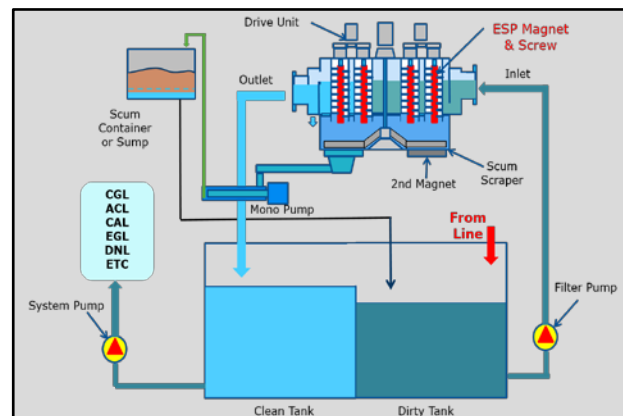 Drive Unit
ESP Magnet
& Screw
Outlet
Inlet
Scum
Container
or Sump
Scum
Scraper
2nd Magnet
Mono Pump
CGL
ACL
CAL
EGL
DNL
ETC
From
Line
System Pump
Filter Pump
Clean Tank
Dirty Tank